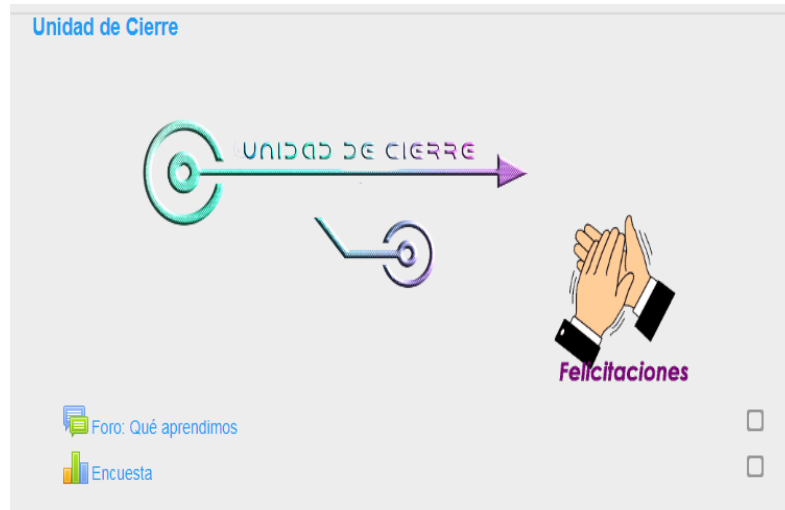 Unidad de Cierre
UNIDAD DE CIERRE
Felicitaciones
Foro: Qué aprendimos
Encuesta